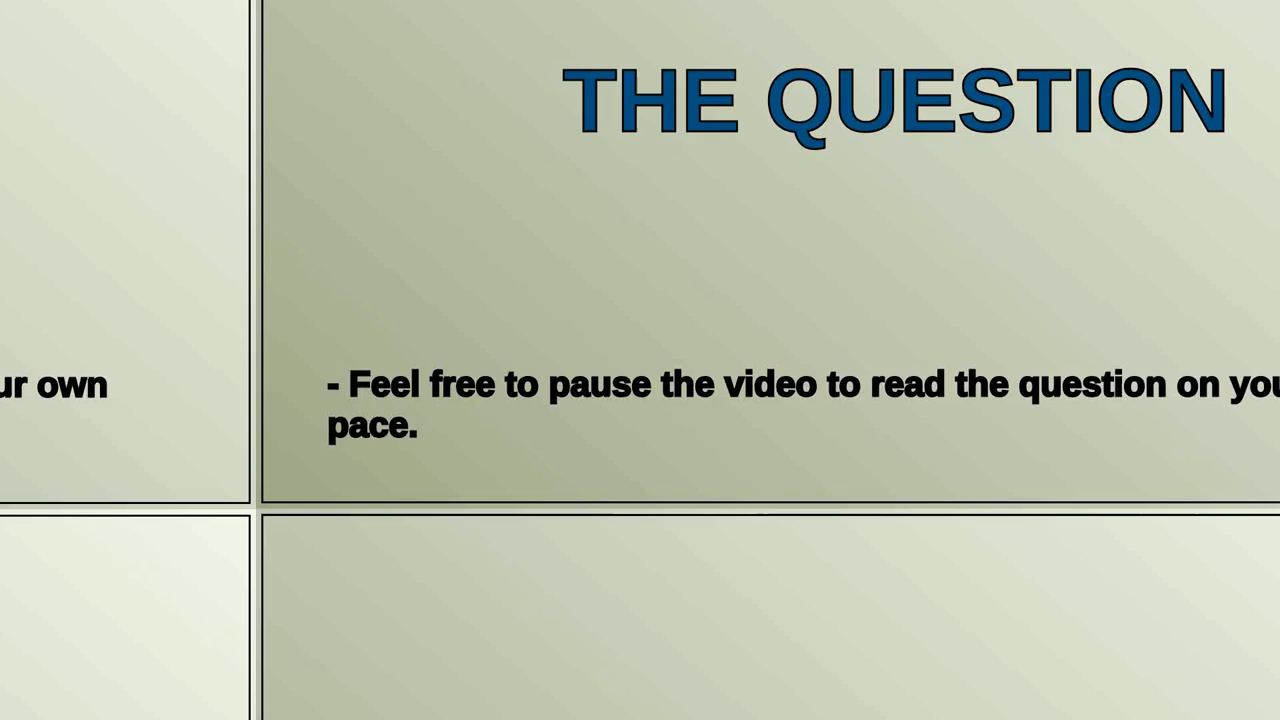 THE QUESTION
ur own
- Feel free to pause the video to read the question on you
pace.